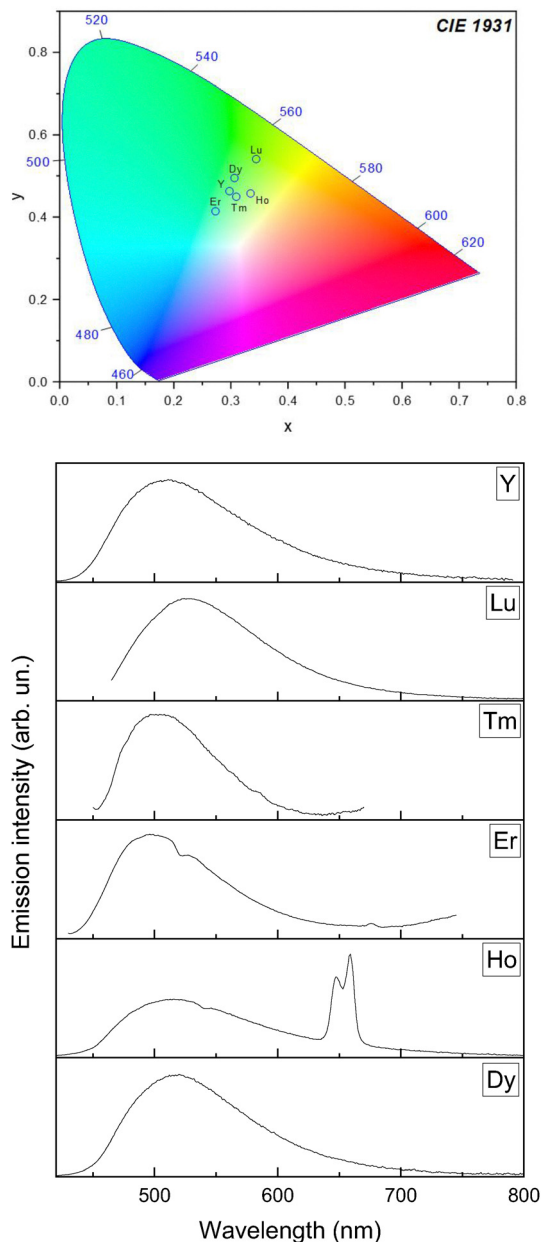 CIE 1931
0.8
0.6
0.4
0.2
0.0
y
520
540
560
500
580
600
620
480
460
Lu
Dy
Y
Ho
Er
Tm
0.0 0.1 0.2 0.3 0.4 0.5 0.6 0.7 0.8
x
Y
Lu
Tm
Er
Ho
Dy
Emission intensity (arb. un.)
500 600 700 800
Wavelength (nm)